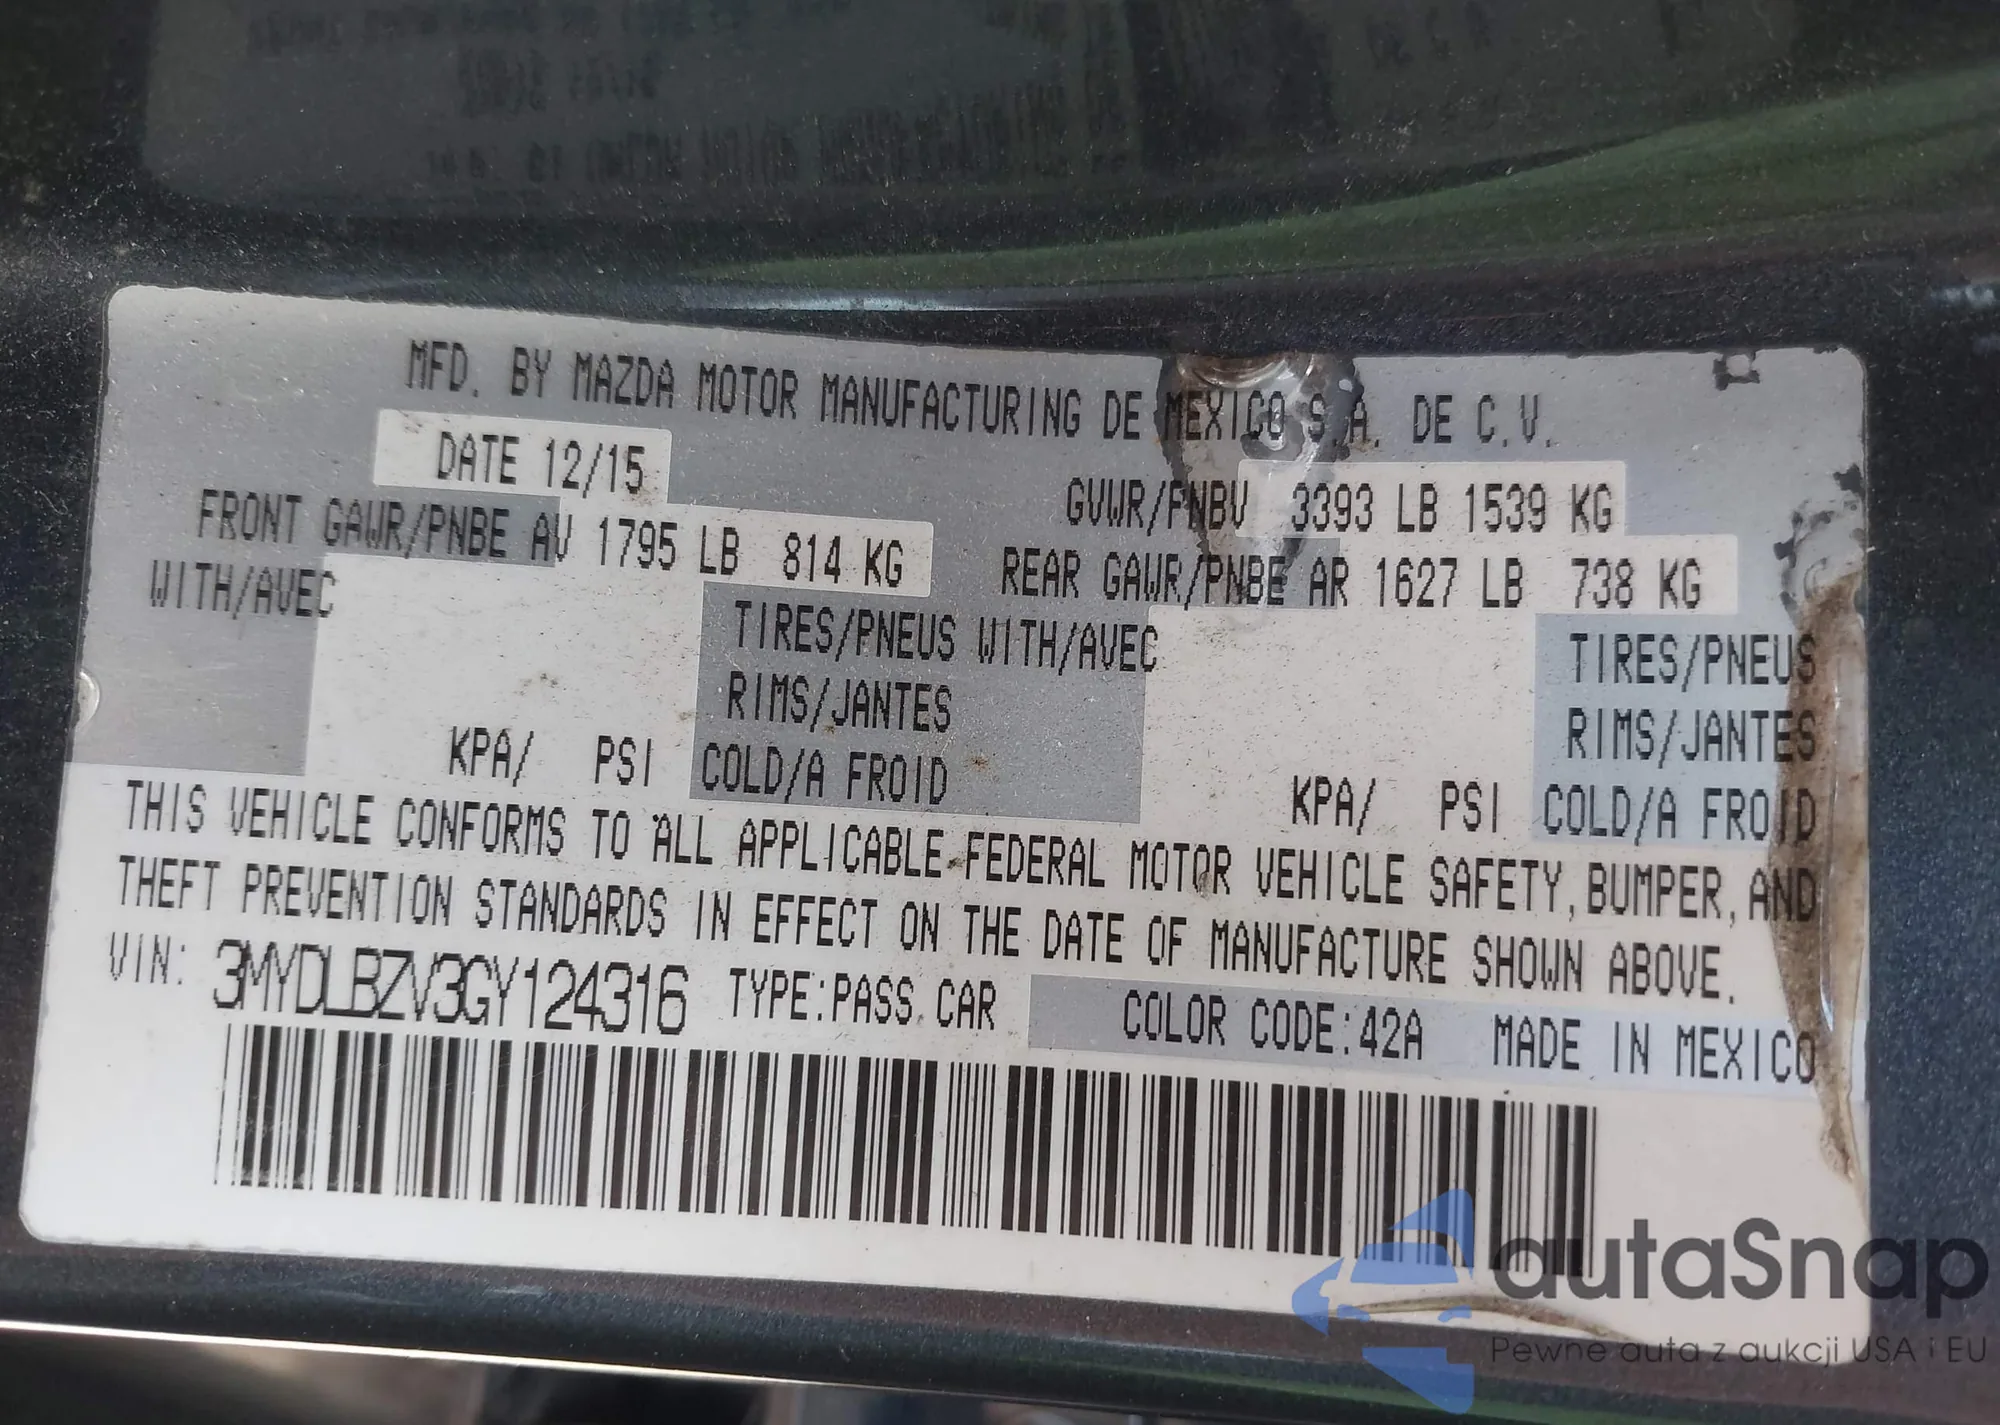 MFD. BY MAZDA MOTOR MANUFACTURING DE MEXICO S.A. DE C.V.
DATE 12/15
GVWR/PNBV 3393 LB 1539 KG
FRONT GAWR/PNBE AV 1795 LB 814 KG
REAR GAWR/PNBE AR 1627 LB 738 KG
WITH/AVEC
TIRES/PNEUS WITH/AVEC
TIRES/PNEUS
RIMS/JANTES
RIMS/JANTES
KPA/ PSI COLD/A FROID
KPA/ PSI COLD/A FROID
THIS VEHICLE CONFORMS TO ALL APPLICABLE FEDERAL MOTOR VEHICLE SAFETY, BUMPER, AND
THEFT PREVENTION STANDARDS IN EFFECT ON THE DATE OF MANUFACTURE SHOWN ABOVE.
VIN: 3MYDLBZV3GY124316 TYPE:PASS.CAR COLOR CODE:42A MADE IN MEXICO
autaSnap
Pewne auta z aukcji USA i EU